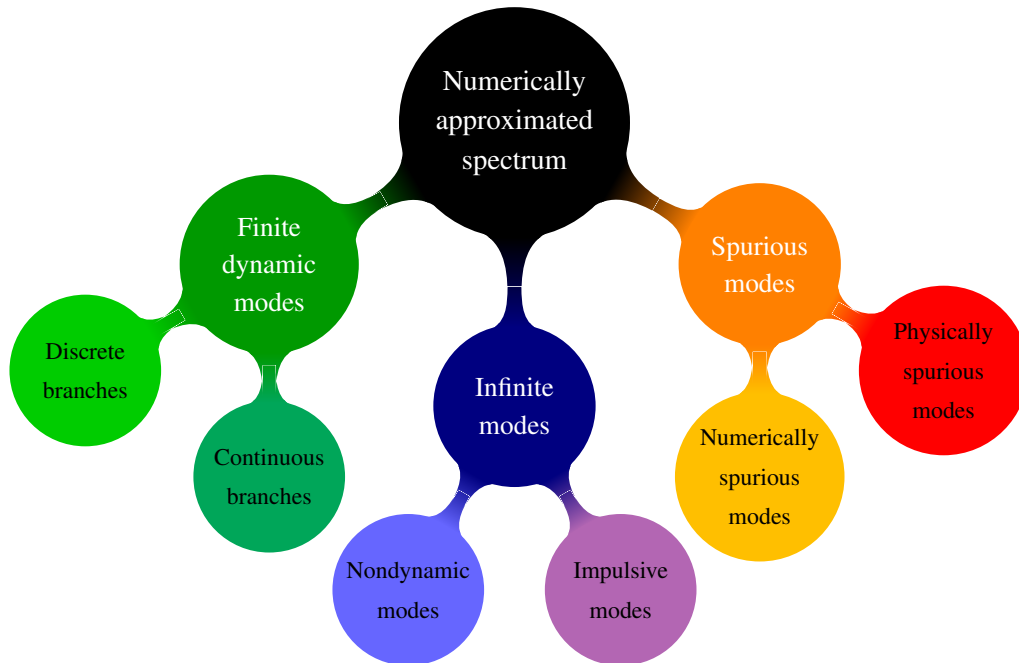 Numerically
approximated
spectrum
Finite
dynamic
modes
Spurious
modes
Discrete
branches
Continuous
branches
Infinite
modes
Numerically
spurious
modes
Physically
spurious
modes
Nondynamic
modes
Impulsive
modes